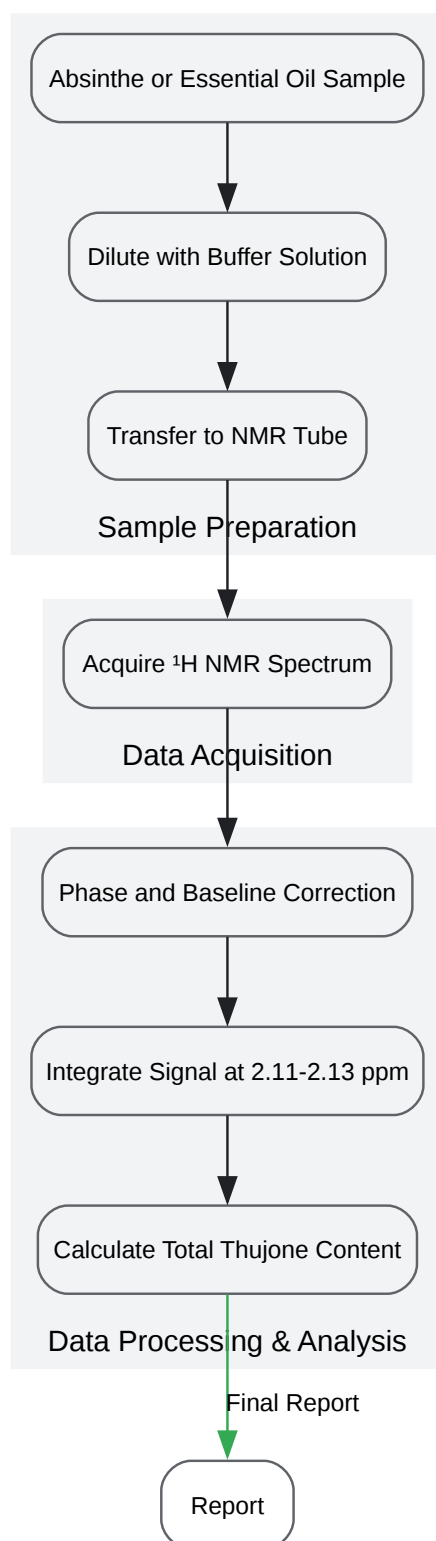 Absinthe or Essential Oil Sample
Dilute with Buffer Solution
Transfer to NMR Tube
Sample Preparation
Acquire ¹H NMR Spectrum
Data Acquisition
Phase and Baseline Correction
Integrate Signal at 2.11-2.13 ppm
Calculate Total Thujone Content
Data Processing & Analysis
Final Report
Report